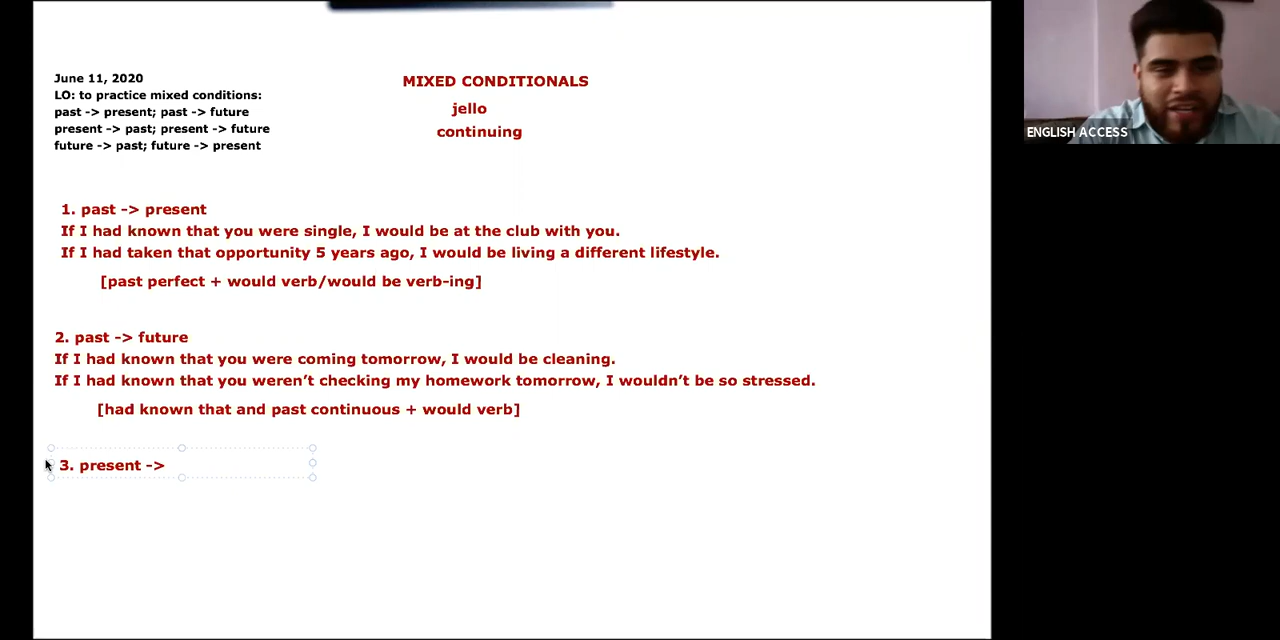 June 11, 2020
LO: to practice mixed conditions:
past -> present; past -> future
present -> past; present -> future
future -> past; future -> present
MIXED CONDITIONALS
jello
continuing
1. past -> present
If I had known that you were single, I would be at the club with you.
If I had taken that opportunity 5 years ago, I would be living a different lifestyle.
[past perfect + would verb/would be verb-ing]
2. past -> future
If I had known that you were coming tomorrow, I would be cleaning.
If I had known that you weren’t checking my homework tomorrow, I wouldn’t be so stressed.
[had known that and past continuous + would verb]
3. present ->
ENGLISH ACCESS